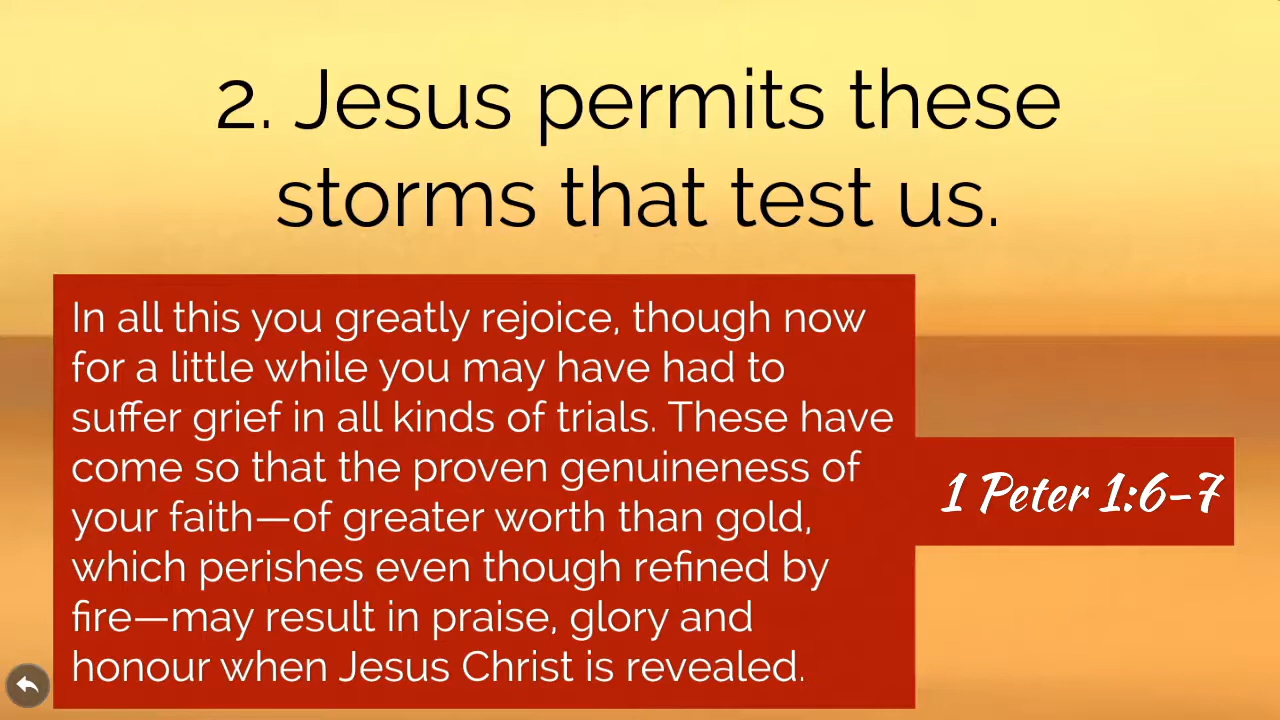 2. Jesus permits these
storms that test us.
In all this you greatly rejoice, though now
for a little while you may have had to
suffer grief in all kinds of trials. These have
come so that the proven genuineness of
your faith—of greater worth than gold,
which perishes even though refined by
fire—may result in praise, glory and
honour when Jesus Christ is revealed.
1 Peter 1:6-7